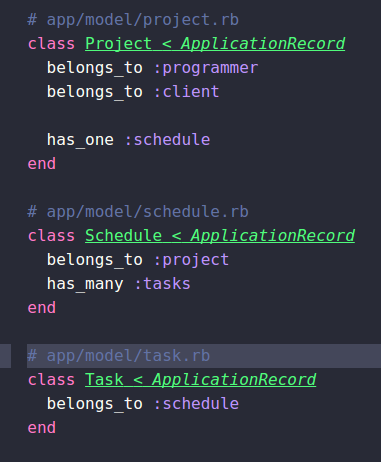 # app/model/project.rb
class Project < ApplicationRecord
  belongs_to :programmer
  belongs_to :client

  has_one :schedule
end

# app/model/schedule.rb
class Schedule < ApplicationRecord
  belongs_to :project
  has_many :tasks
end

# app/model/task.rb
class Task < ApplicationRecord
  belongs_to :schedule
end